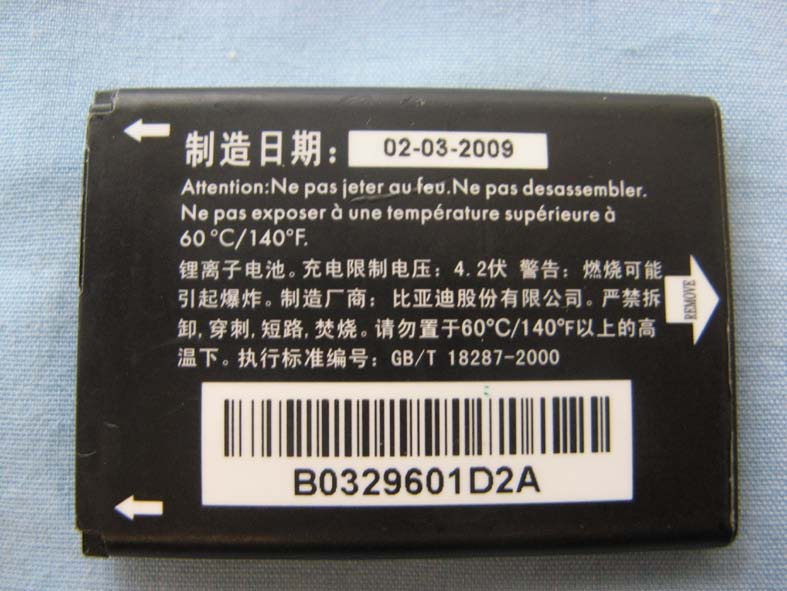 制造日期： 02-03-2009
Attention:Ne pas jeter au feu.Ne pas desassembler.
Ne pas exposer à une température supérieure à
60 °C/140°F.
锂离子电池。充电限制电压：4.2伏 警告：燃烧可能
引起爆炸。制造厂商：比亚迪股份有限公司。严禁拆
卸,穿刺,短路,焚烧。请勿置于60°C/140°F以上的高
温下。执行标准编号：GB/T 18287-2000
REMOVE
B0329601D2A